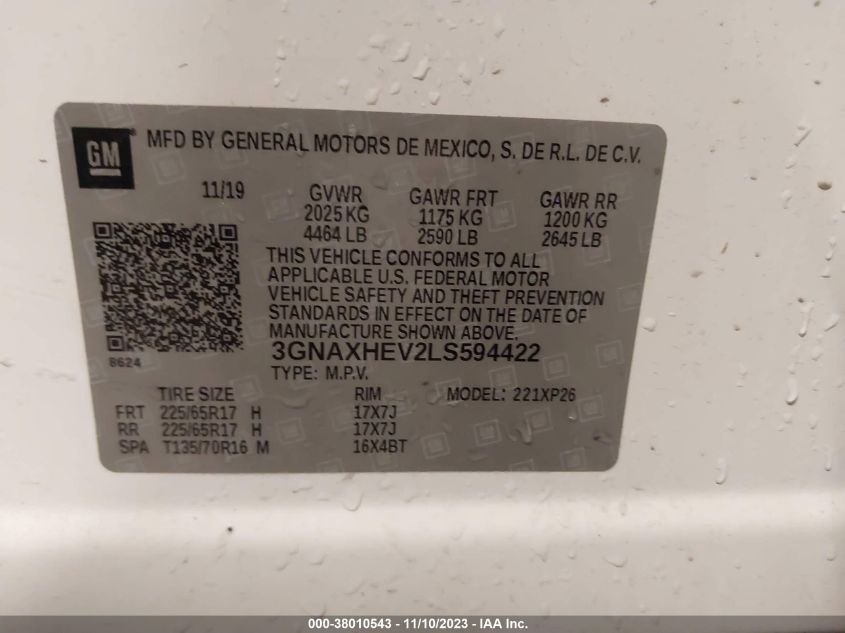 GM
MFD BY GENERAL MOTORS DE MEXICO, S. DE R.L. DE C.V.
11/19 GVWR GAWR FRT GAWR RR
2025 KG 1175 KG 1200 KG
4464 LB 2590 LB 2645 LB
THIS VEHICLE CONFORMS TO ALL
APPLICABLE U.S. FEDERAL MOTOR
VEHICLE SAFETY AND THEFT PREVENTION
STANDARDS IN EFFECT ON THE DATE OF
MANUFACTURE SHOWN ABOVE.
3GNAXHEV2LS594422
8624
TYPE: M.P.V.
TIRE SIZE RIM MODEL: 221XP26
FRT 225/65R17 H 17X7J
RR 225/65R17 H 17X7J
SPA T135/70R16 M 16X4BT
000-38010543 - 11/10/2023 - IAA Inc.